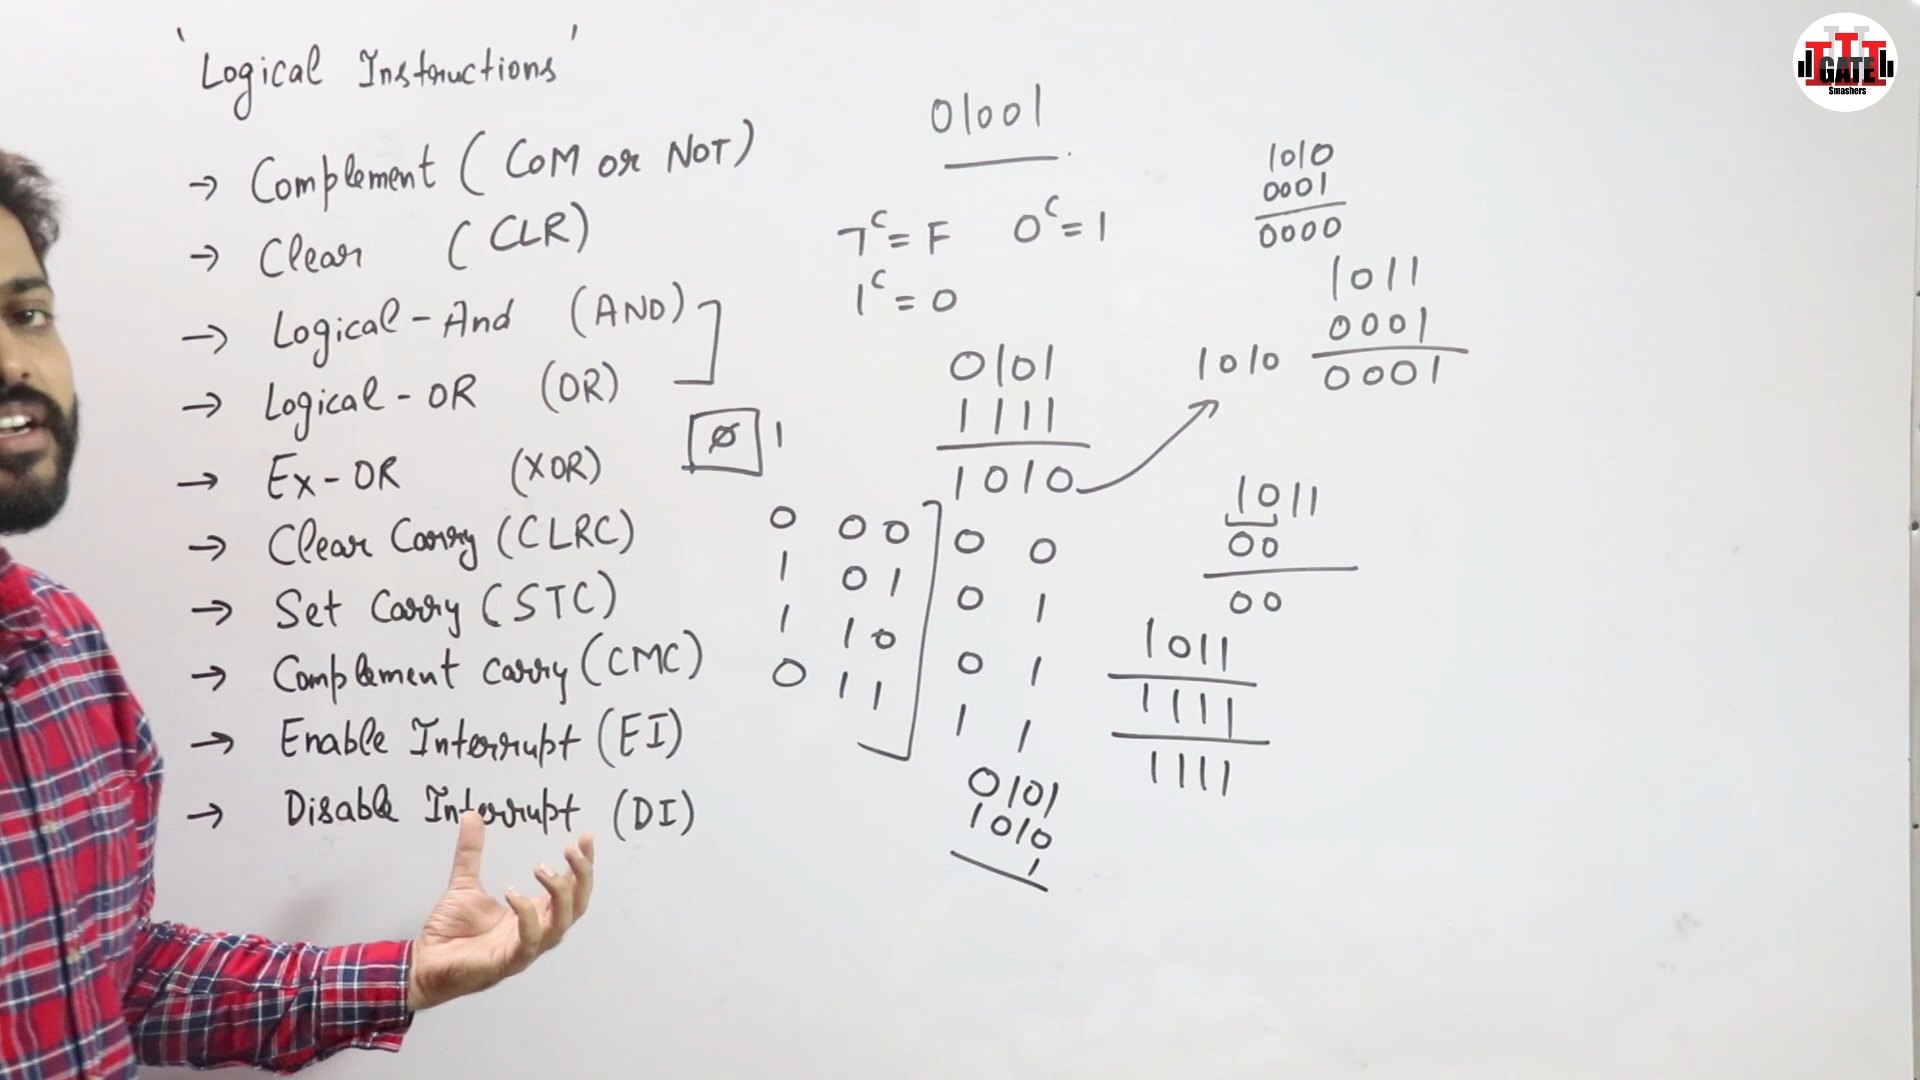 'Logical Instructions'
→ Complement ( COM or NOT )
→ Clear ( CLR )
→ Logical-And (AND)
→ Logical-OR (OR)
→ Ex-OR (XOR)
→ Clear Carry (CLRC)
→ Set Carry (STC)
→ Complement carry (CMC)
→ Enable Interrupt (EI)
→ Disable Interrupt (DI)
0 1
01001
Tᶜ = F 0ᶜ = 1
1ᶜ = 0
0101
1111
1010
0 00 0 0
1 01 0 1
1 10 0 1
0 11 1 1
0101
1010
1
1010
0001
0000
1011
0001
1010 0001
1011
00
00
1011
1111
1111
GATE
Smashers